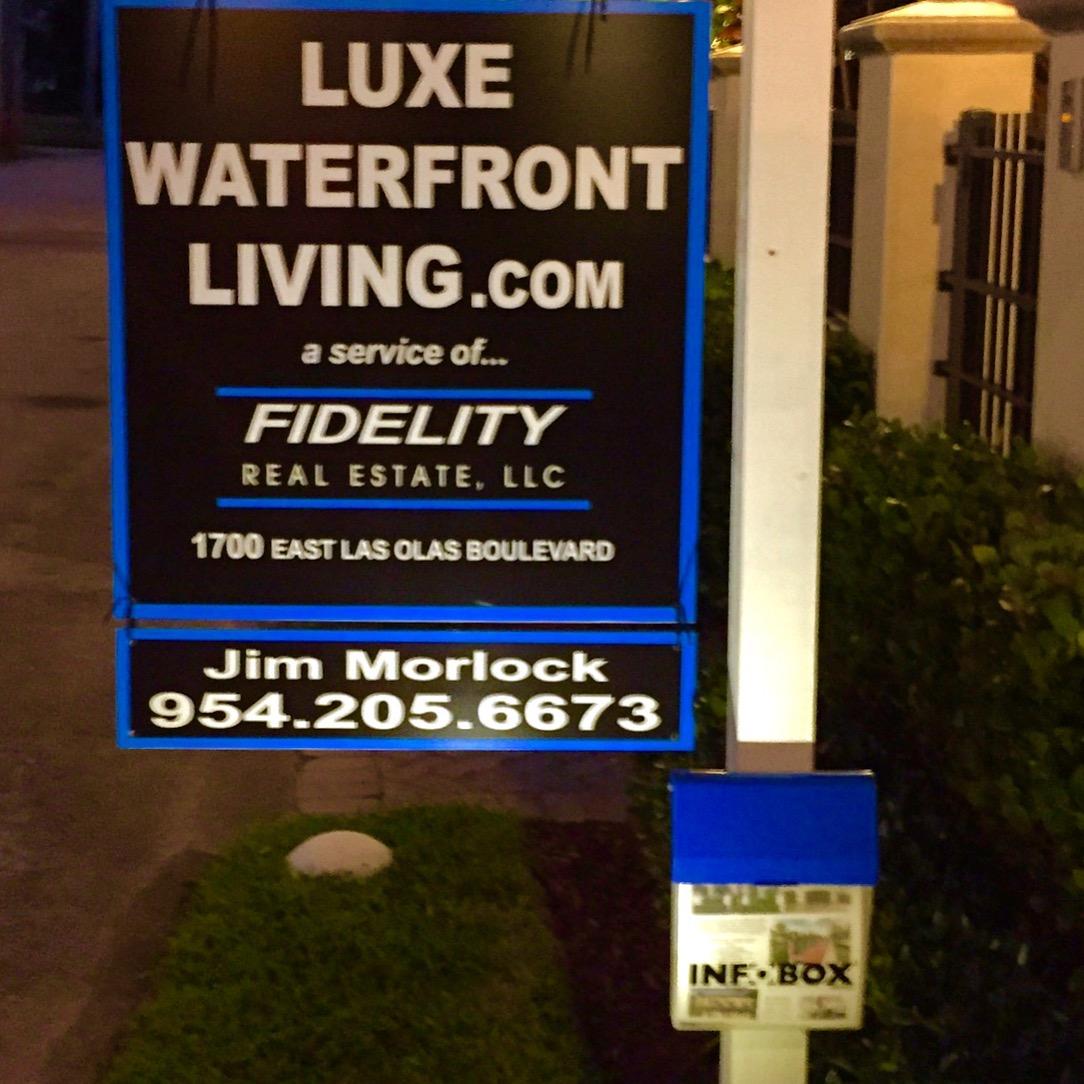 LUXE
WATERFRONT
LIVING.COM
a service of...
FIDELITY
REAL ESTATE, LLC
1700 EAST LAS OLAS BOULEVARD
Jim Morlock
954.205.6673
INFO BOX